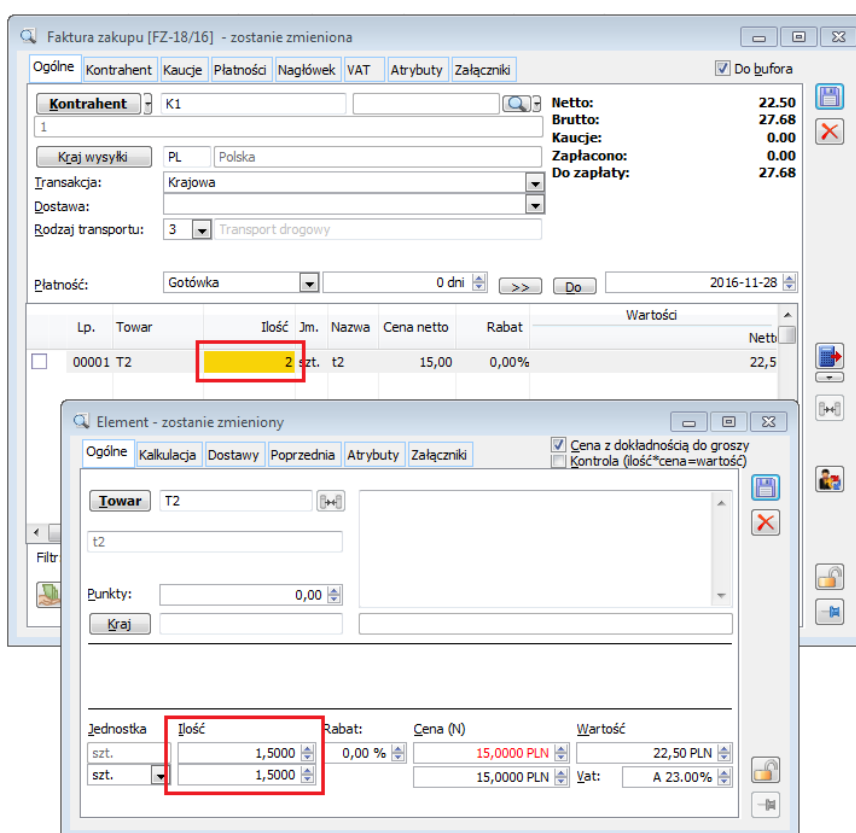 Faktura zakupu [FZ-18/16] - zostanie zmieniona
Ogólne Kontrahent Kaucje Płatności Nagłówek VAT Atrybuty Załączniki Do bufora
Kontrahent K1 Netto: 22.50
Brutto: 27.68
1 Kaucje: 0.00
Kraj wysyłki PL Polska Zapłacono: 0.00
Transakcja: Krajowa Do zapłaty: 27.68
Dostawa:
Rodzaj transportu: 3 Transport drogowy
Płatność: Gotówka 0 dni >> Do 2016-11-28
Wartości
Lp. Towar Ilość Jm. Nazwa Cena netto Rabat Nett
00001 T2 2 szt. t2 15,00 0,00% 22,5
Element - zostanie zmieniony
Ogólne Kalkulacja Dostawy Poprzednia Atrybuty Załączniki
Cena z dokładnością do groszy
Kontrola (ilość*cena=wartość)
Towar T2
t2
Filtr
Punkty: 0,00
Kraj
Jednostka Ilość Rabat: Cena (N) Wartość
szt. 1,5000 0,00 % 15,0000 PLN 22,50 PLN
szt. 1,5000 15,0000 PLN Vat: A 23.00%